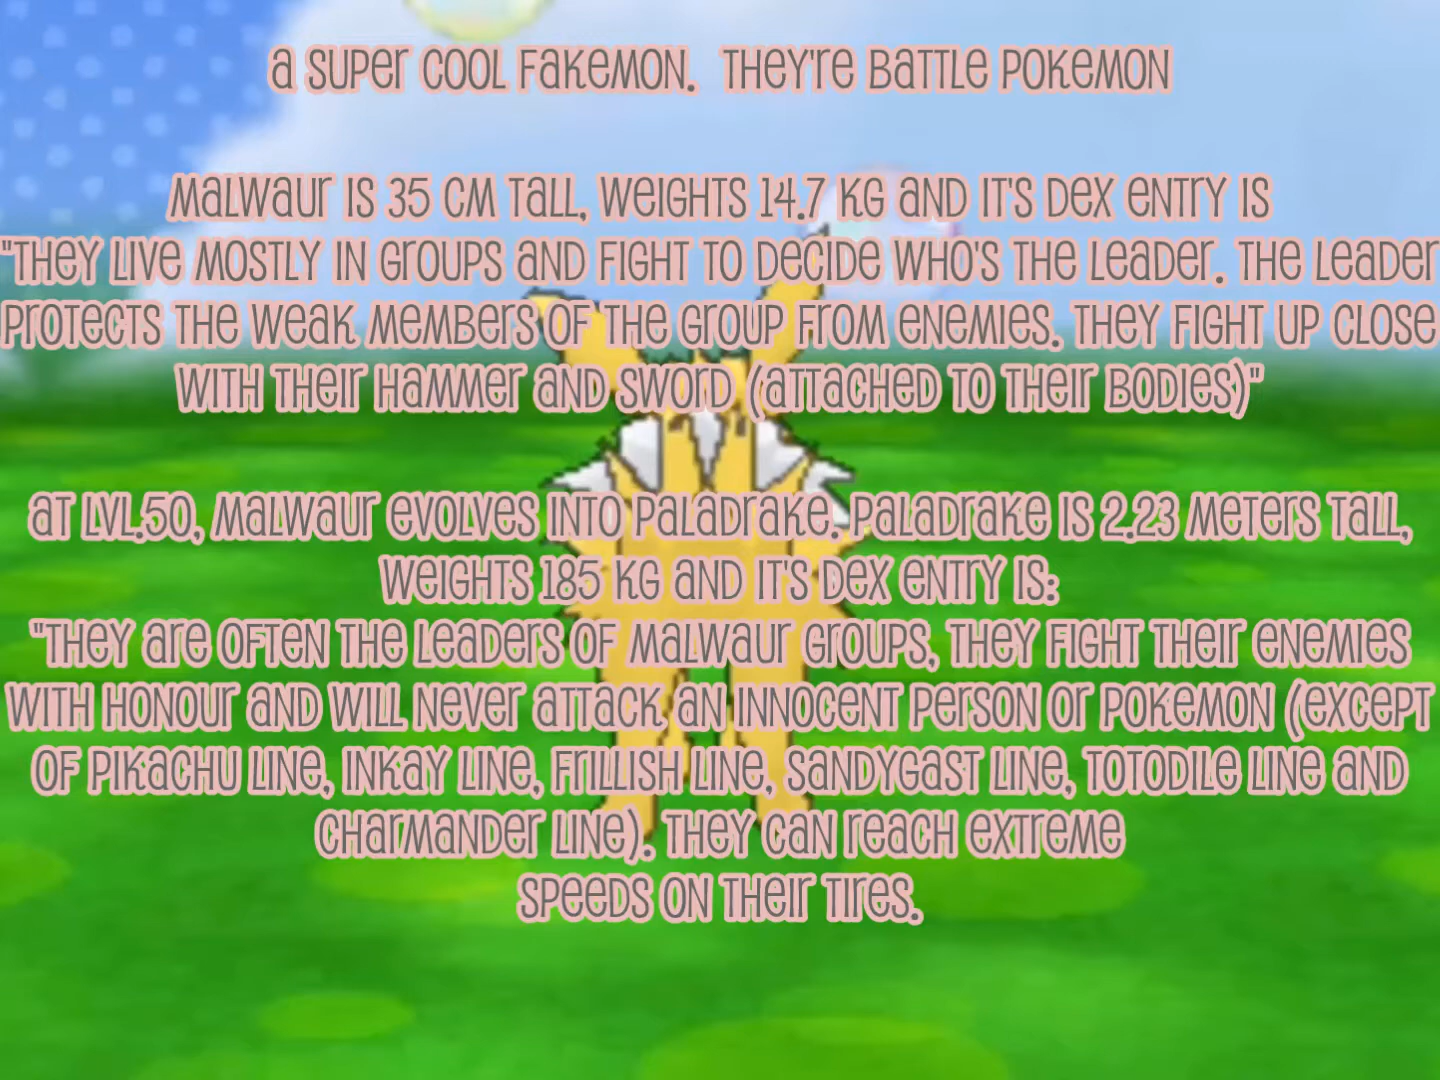 a super cool fakemon. They're battle pokemon
Malwaur is 35 cm tall, weights 14.7 kg and it's dex entry is
"They live mostly in groups and fight to decide who's the leader. The leader
protects the weak members of the group from enemies. They fight up close
with their hammer and sword (attached to their bodies)"
at lvl.50, Malwaur evolves into Paladrake. Paladrake is 2.23 meters tall,
weights 185 kg and it's dex entry is:
"They are often the leaders of Malwaur groups, they fight their enemies
with honour and will never attack an innocent person or pokemon (except
of Pikachu line, Inkay line, Frillish line, Sandygast line, Totodile line and
Charmander line). They can reach extreme
speeds on their tires.